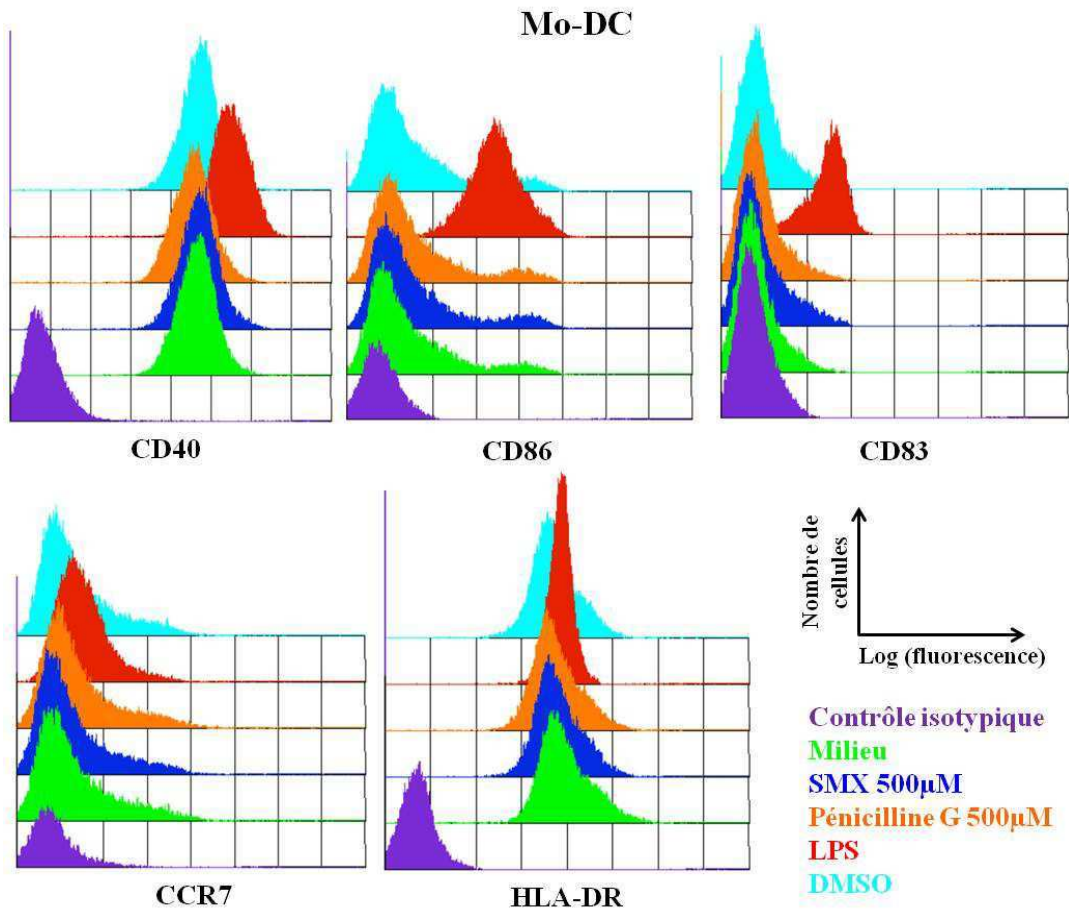 Mo-DC
CD40
CD86
CD83
CCR7
HLA-DR
Nombre de
cellules
Log (fluorescence)
Contrôle isotypique
Milieu
SMX 500µM
Pénicilline G 500µM
LPS
DMSO